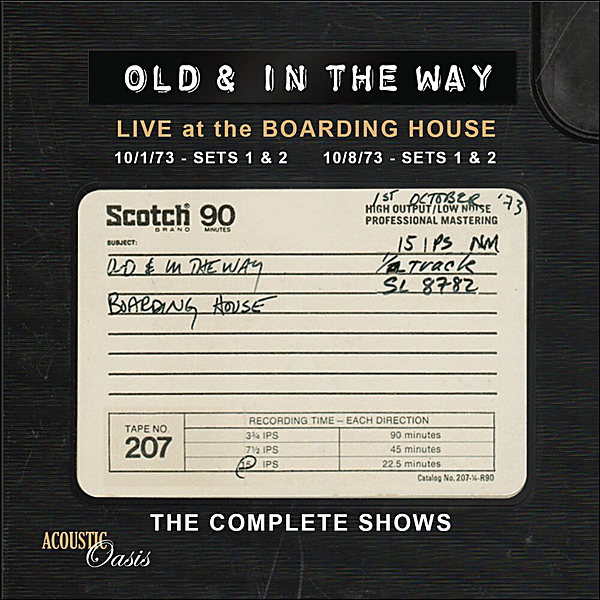 OLD & IN THE WAY
LIVE at the BOARDING HOUSE
10/1/73 - SETS 1 & 2 10/8/73 - SETS 1 & 2
Scotch® 90
BRAND MINUTES
1ST OCTOBER '73
HIGH OUTPUT/LOW NOISE
PROFESSIONAL MASTERING
SUBJECT:
15 IPS NM
OLD & IN THE WAY
1/2 Track
SL 8782
BOARDING HOUSE
TAPE NO.
207
RECORDING TIME – EACH DIRECTION
3¾ IPS 90 minutes
7½ IPS 45 minutes
15 IPS 22.5 minutes
Catalog No. 207-¼-R90
THE COMPLETE SHOWS
ACOUSTIC
Oasis